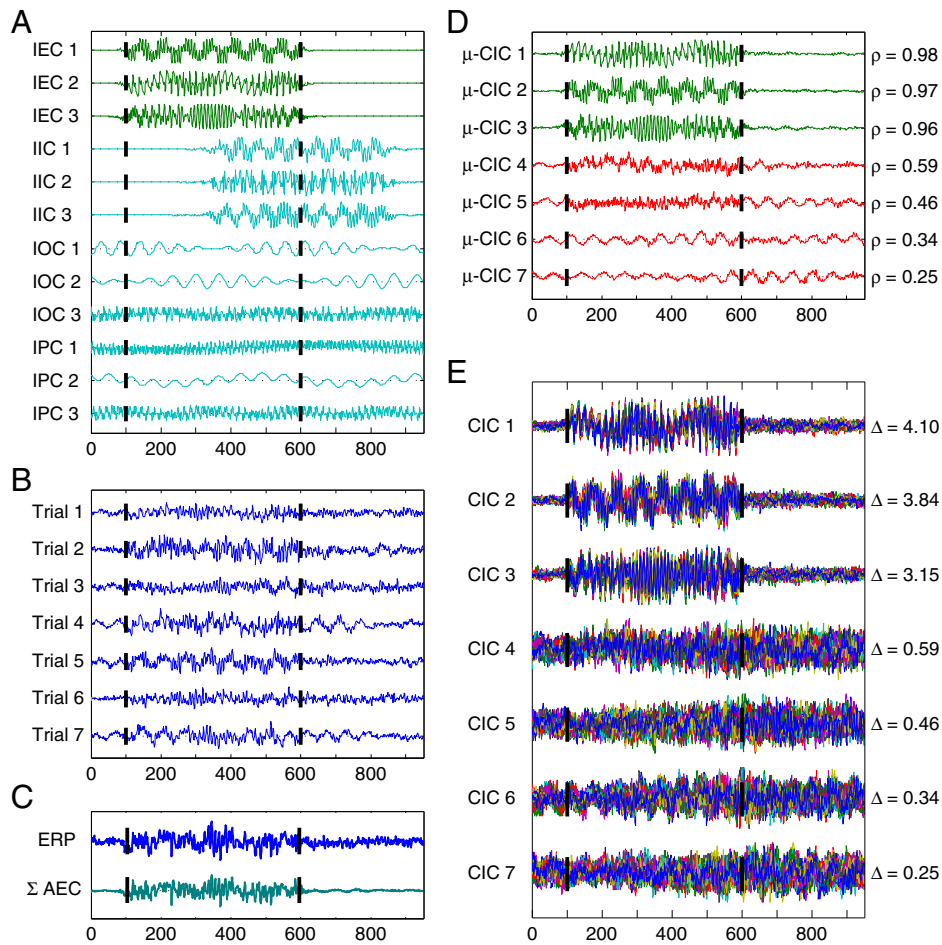 A
IEC 1
IEC 2
IEC 3
IIC 1
IIC 2
IIC 3
IOC 1
IOC 2
IOC 3
IPC 1
IPC 2
IPC 3
0 200 400 600 800
B
Trial 1
Trial 2
Trial 3
Trial 4
Trial 5
Trial 6
Trial 7
0 200 400 600 800
C
ERP
Σ AEC
0 200 400 600 800
D
μ-CIC 1 ρ = 0.98
μ-CIC 2 ρ = 0.97
μ-CIC 3 ρ = 0.96
μ-CIC 4 ρ = 0.59
μ-CIC 5 ρ = 0.46
μ-CIC 6 ρ = 0.34
μ-CIC 7 ρ = 0.25
0 200 400 600 800
E
CIC 1 Δ = 4.10
CIC 2 Δ = 3.84
CIC 3 Δ = 3.15
CIC 4 Δ = 0.59
CIC 5 Δ = 0.46
CIC 6 Δ = 0.34
CIC 7 Δ = 0.25
0 200 400 600 800